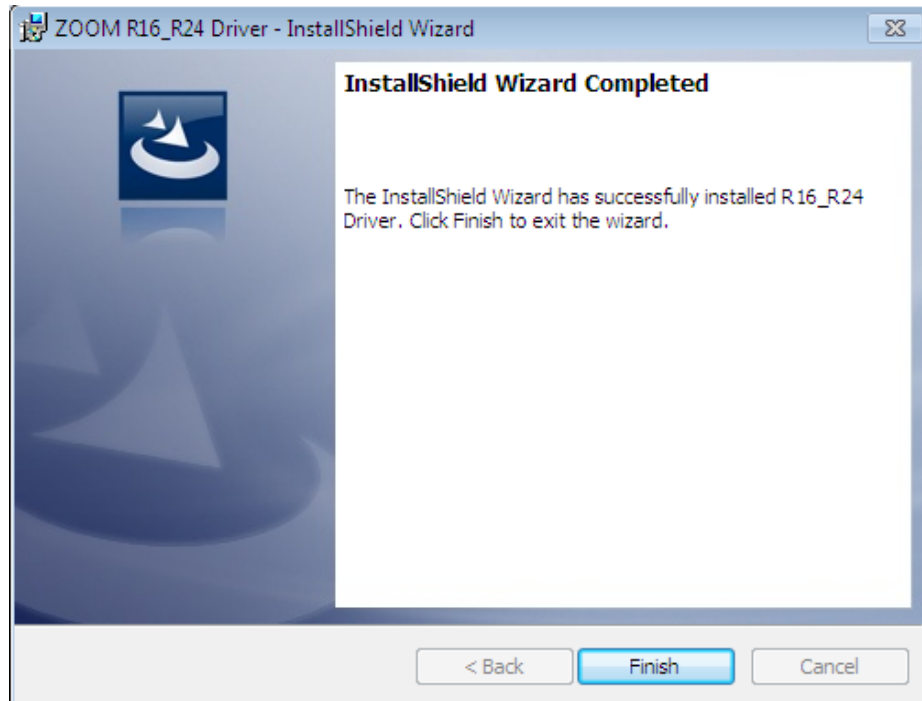 ZOOM R16_R24 Driver - InstallShield Wizard
InstallShield Wizard Completed
The InstallShield Wizard has successfully installed R16_R24
Driver. Click Finish to exit the wizard.
< Back
Finish
Cancel